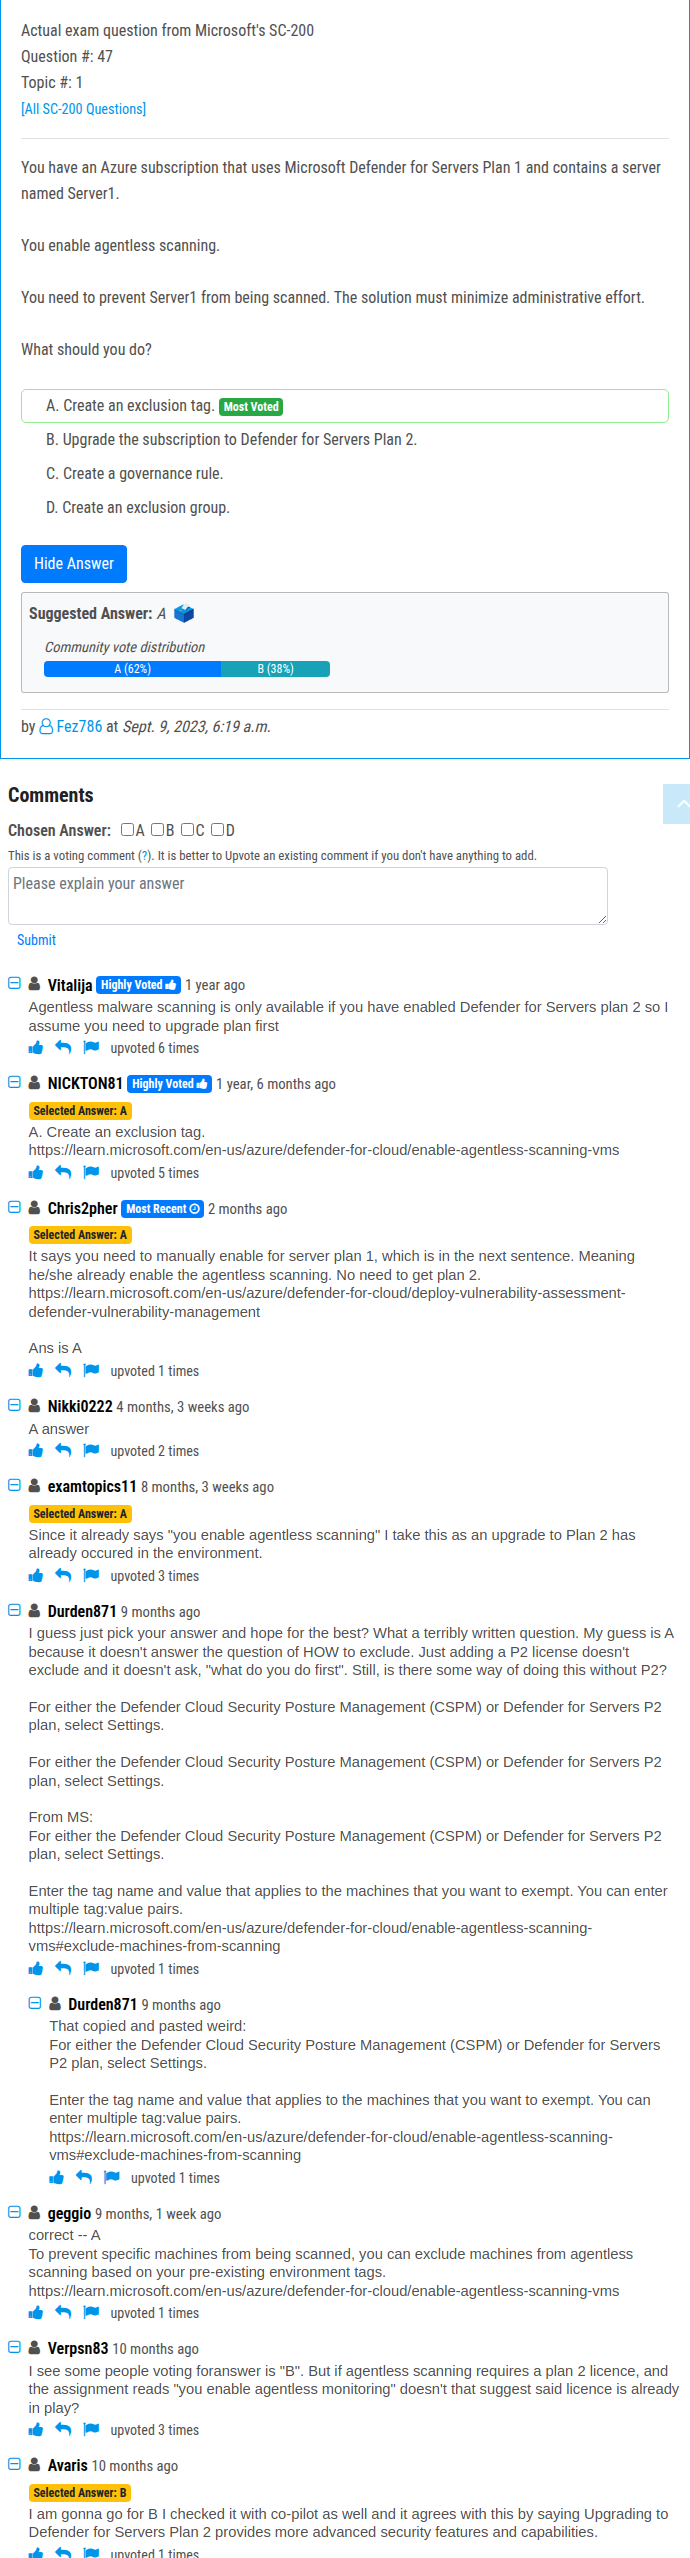 Actual exam question from Microsoft's SC-200
Question #: 47
Topic #: 1
[All SC-200 Questions]
You have an Azure subscription that uses Microsoft Defender for Servers Plan 1 and contains a server
named Server1.
You enable agentless scanning.
You need to prevent Server1 from being scanned. The solution must minimize administrative effort.
What should you do?
A. Create an exclusion tag. Most Voted
B. Upgrade the subscription to Defender for Servers Plan 2.
C. Create a governance rule.
D. Create an exclusion group.
Hide Answer
Suggested Answer: A
Community vote distribution
A (62%) B (38%)
by Fez786 at Sept. 9, 2023, 6:19 a.m.
Comments
Chosen Answer: A B C D
This is a voting comment (?). It is better to Upvote an existing comment if you don't have anything to add.
Please explain your answer
Submit
Vitalija Highly Voted 1 year ago
Agentless malware scanning is only available if you have enabled Defender for Servers plan 2 so I
assume you need to upgrade plan first
upvoted 6 times
NICKTON81 Highly Voted 1 year, 6 months ago
Selected Answer: A
A. Create an exclusion tag.
https://learn.microsoft.com/en-us/azure/defender-for-cloud/enable-agentless-scanning-vms
upvoted 5 times
Chris2pher Most Recent 2 months ago
Selected Answer: A
It says you need to manually enable for server plan 1, which is in the next sentence. Meaning
he/she already enable the agentless scanning. No need to get plan 2.
https://learn.microsoft.com/en-us/azure/defender-for-cloud/deploy-vulnerability-assessment-
defender-vulnerability-management
Ans is A
upvoted 1 times
Nikki0222 4 months, 3 weeks ago
A answer
upvoted 2 times
examtopics11 8 months, 3 weeks ago
Selected Answer: A
Since it already says "you enable agentless scanning" I take this as an upgrade to Plan 2 has
already occured in the environment.
upvoted 3 times
Durden871 9 months ago
I guess just pick your answer and hope for the best? What a terribly written question. My guess is A
because it doesn't answer the question of HOW to exclude. Just adding a P2 license doesn't
exclude and it doesn't ask, "what do you do first". Still, is there some way of doing this without P2?
For either the Defender Cloud Security Posture Management (CSPM) or Defender for Servers P2
plan, select Settings.
For either the Defender Cloud Security Posture Management (CSPM) or Defender for Servers P2
plan, select Settings.
From MS:
For either the Defender Cloud Security Posture Management (CSPM) or Defender for Servers P2
plan, select Settings.
Enter the tag name and value that applies to the machines that you want to exempt. You can enter
multiple tag:value pairs.
https://learn.microsoft.com/en-us/azure/defender-for-cloud/enable-agentless-scanning-
vms#exclude-machines-from-scanning
upvoted 1 times
Durden871 9 months ago
That copied and pasted weird:
For either the Defender Cloud Security Posture Management (CSPM) or Defender for Servers
P2 plan, select Settings.
Enter the tag name and value that applies to the machines that you want to exempt. You can
enter multiple tag:value pairs.
https://learn.microsoft.com/en-us/azure/defender-for-cloud/enable-agentless-scanning-
vms#exclude-machines-from-scanning
upvoted 1 times
geggio 9 months, 1 week ago
correct -- A
To prevent specific machines from being scanned, you can exclude machines from agentless
scanning based on your pre-existing environment tags.
https://learn.microsoft.com/en-us/azure/defender-for-cloud/enable-agentless-scanning-vms
upvoted 1 times
Verpsn83 10 months ago
I see some people voting foranswer is "B". But if agentless scanning requires a plan 2 licence, and
the assignment reads "you enable agentless monitoring" doesn't that suggest said licence is already
in play?
upvoted 3 times
Avaris 10 months ago
Selected Answer: B
I am gonna go for B I checked it with co-pilot as well and it agrees with this by saying Upgrading to
Defender for Servers Plan 2 provides more advanced security features and capabilities.
upvoted 1 times